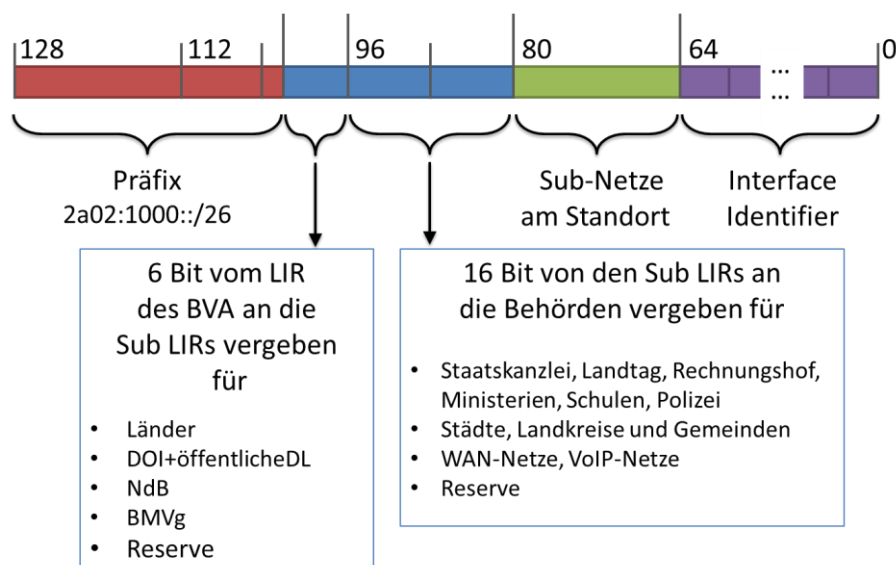 128 112 96 80 64 0
...
...
Präfix
2a02:1000::/26
Sub-Netze
am Standort
Interface
Identifier
6 Bit vom LIR
des BVA an die
Sub LIRs vergeben
für
• Länder
• DOI+öffentlicheDL
• NdB
• BMVg
• Reserve
16 Bit von den Sub LIRs an
die Behörden vergeben für
• Staatskanzlei, Landtag, Rechnungshof,
Ministerien, Schulen, Polizei
• Städte, Landkreise und Gemeinden
• WAN-Netze, VoIP-Netze
• Reserve